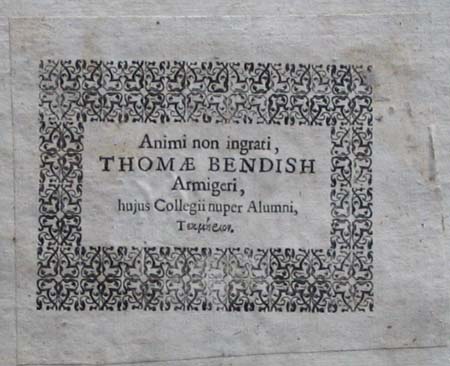 Animi non ingrati,
THOMÆ BENDISH
Armigeri,
hujus Collegii nuper Alumni,
Τεκμήριον.